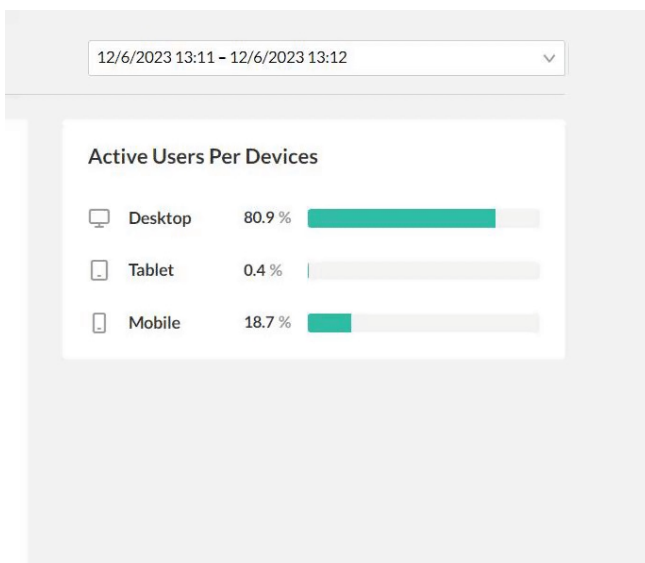 12/6/2023 13:11 – 12/6/2023 13:12
Active Users Per Devices
Desktop 80.9 %
Tablet 0.4 %
Mobile 18.7 %